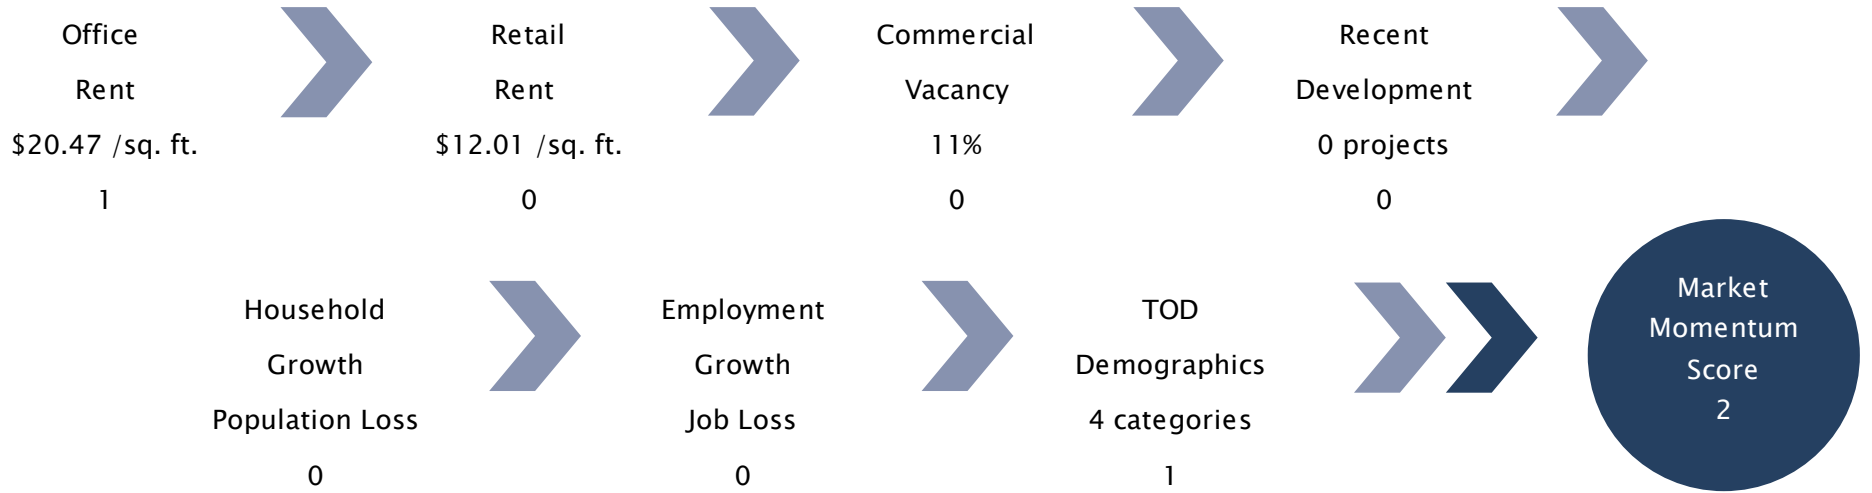 Office
Rent
$20.47 /sq. ft.
1
Retail
Rent
$12.01 /sq. ft.
0
Commercial
Vacancy
11%
0
Recent
Development
0 projects
0
Household
Growth
Population Loss
0
Employment
Growth
Job Loss
0
TOD
Demographics
4 categories
1
Market
Momentum
Score
2